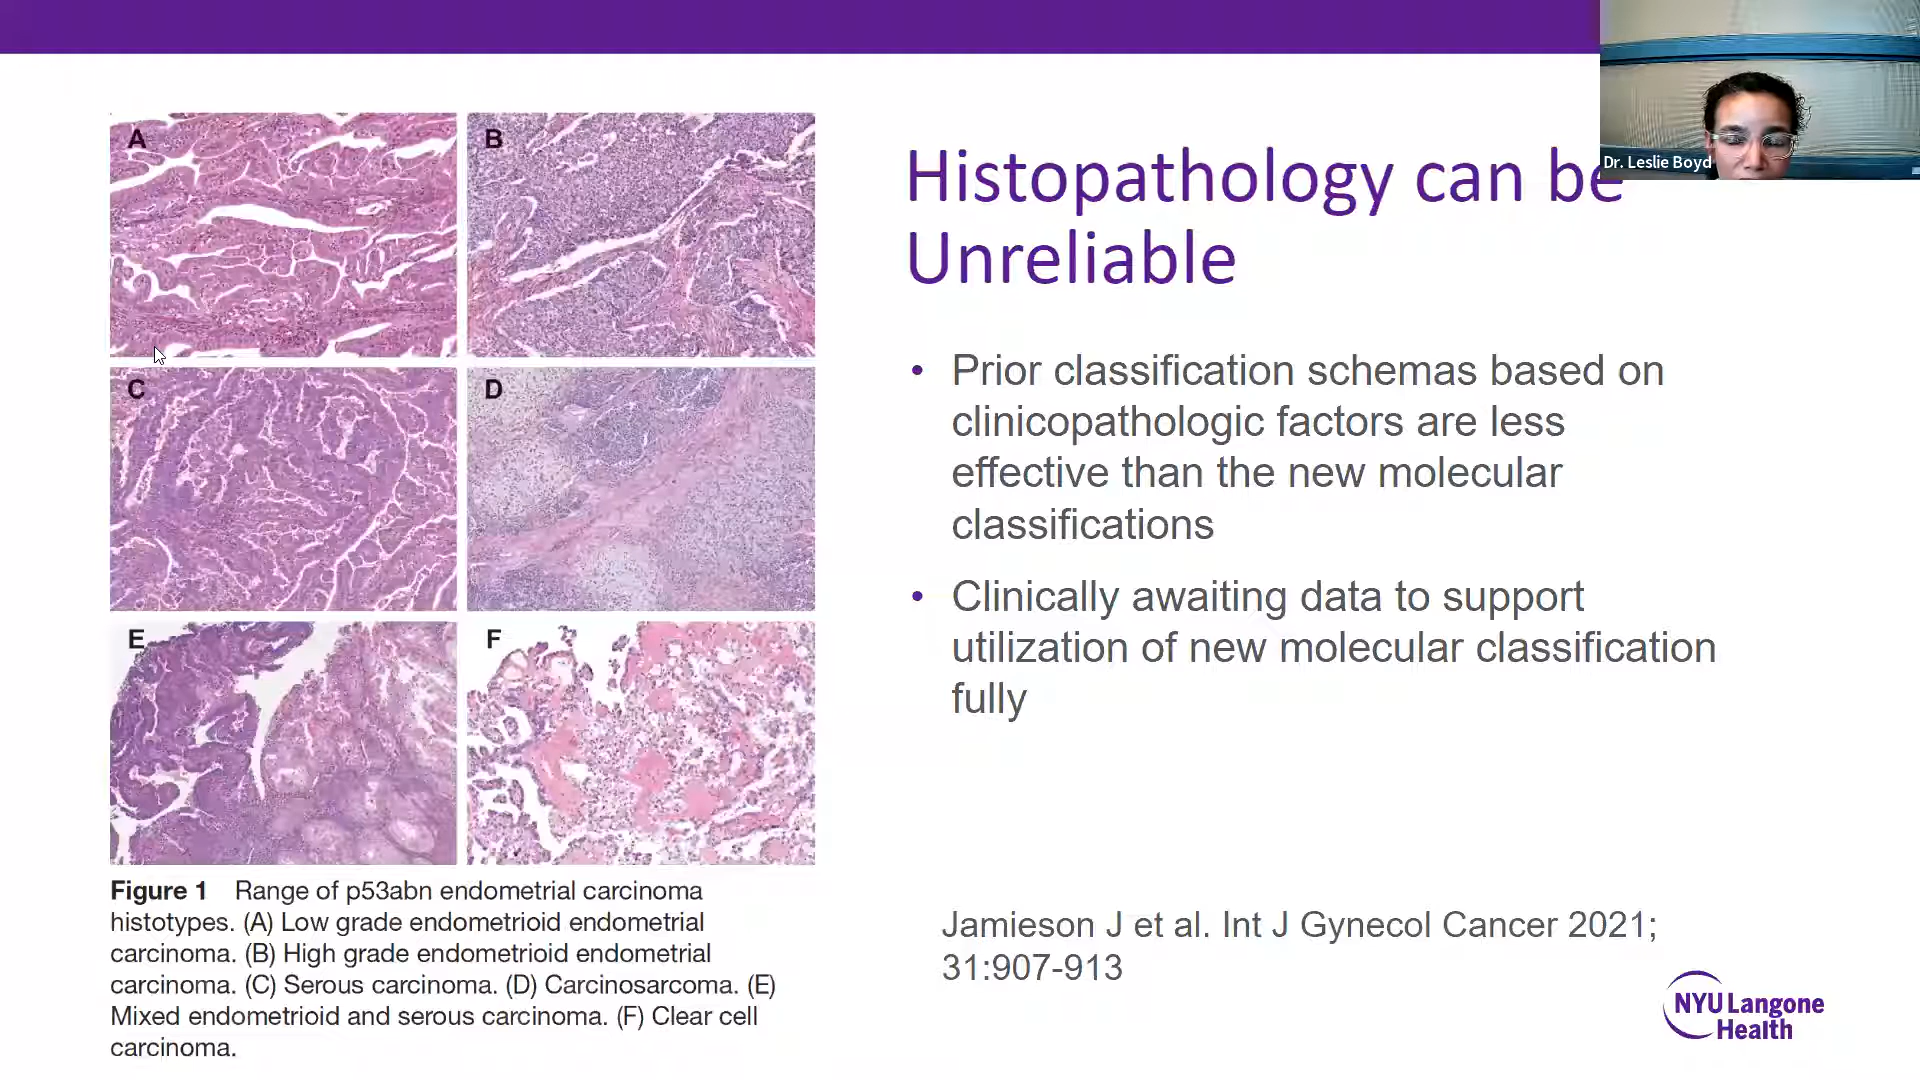 A
B
C
D
E
F
Figure 1 Range of p53abn endometrial carcinoma
histotypes. (A) Low grade endometrioid endometrial
carcinoma. (B) High grade endometrioid endometrial
carcinoma. (C) Serous carcinoma. (D) Carcinosarcoma. (E)
Mixed endometrioid and serous carcinoma. (F) Clear cell
carcinoma.
Dr. Leslie Boyd
Histopathology can be
Unreliable
• Prior classification schemas based on
clinicopathologic factors are less
effective than the new molecular
classifications
• Clinically awaiting data to support
utilization of new molecular classification
fully
Jamieson J et al. Int J Gynecol Cancer 2021;
31:907-913
NYU Langone
Health